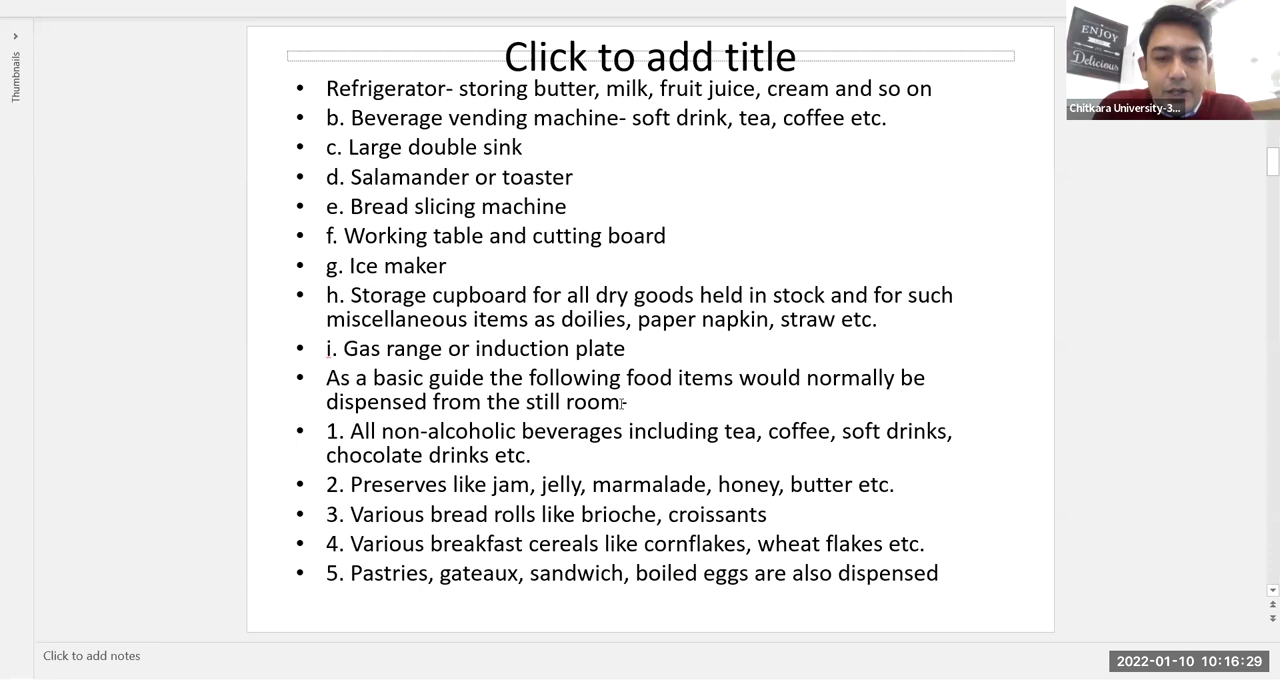 Click to add title
• Refrigerator- storing butter, milk, fruit juice, cream and so on
• b. Beverage vending machine- soft drink, tea, coffee etc.
• c. Large double sink
• d. Salamander or toaster
• e. Bread slicing machine
• f. Working table and cutting board
• g. Ice maker
• h. Storage cupboard for all dry goods held in stock and for such
miscellaneous items as doilies, paper napkin, straw etc.
• i. Gas range or induction plate
• As a basic guide the following food items would normally be
dispensed from the still room-
• 1. All non-alcoholic beverages including tea, coffee, soft drinks,
chocolate drinks etc.
• 2. Preserves like jam, jelly, marmalade, honey, butter etc.
• 3. Various bread rolls like brioche, croissants
• 4. Various breakfast cereals like cornflakes, wheat flakes etc.
• 5. Pastries, gateaux, sandwich, boiled eggs are also dispensed
Thumbnails
Click to add notes
ENJOY
Delicious
Chitkara University-3...
2022-01-10 10:16:29